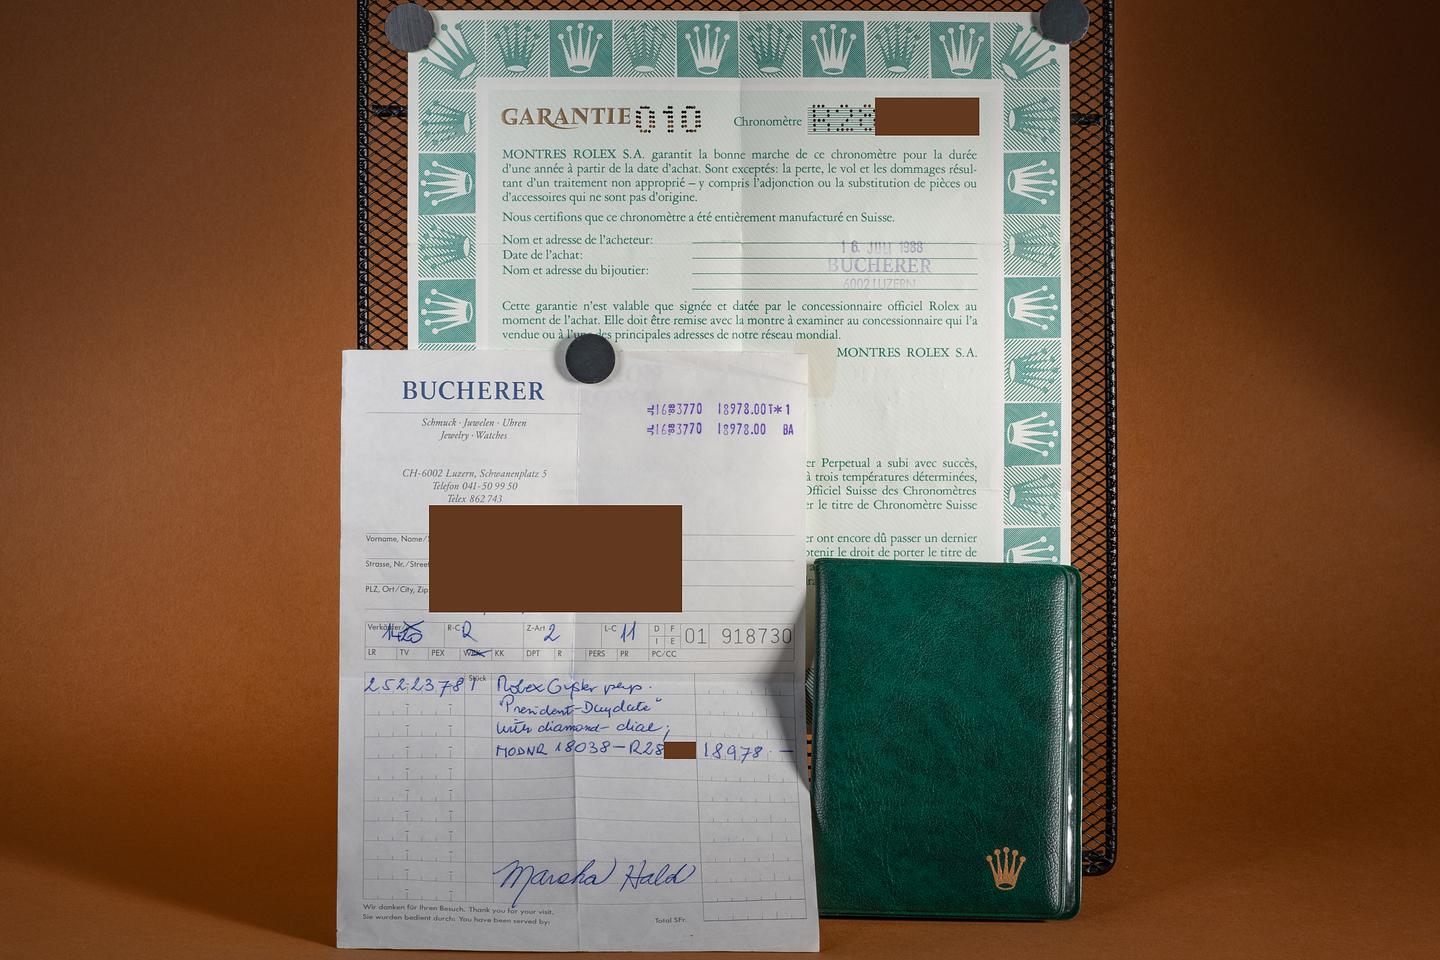 GARANTIE 010 Chronomètre R28
MONTRES ROLEX S.A. garantit la bonne marche de ce chronomètre pour la durée
d'une année à partir de la date d'achat. Sont exceptés: la perte, le vol et les dommages résul-
tant d'un traitement non approprié – y compris l'adjonction ou la substitution de pièces ou
d'accessoires qui ne sont pas d'origine.
Nous certifions que ce chronomètre a été entièrement manufacturé en Suisse.
Nom et adresse de l'acheteur:
Date de l'achat:
Nom et adresse du bijoutier:
16. JULI 1988
BUCHERER
6002 LUZERN
Cette garantie n'est valable que signée et datée par le concessionnaire officiel Rolex au
moment de l'achat. Elle doit être remise avec la montre à examiner au concessionnaire qui l'a
vendue ou à l'une des principales adresses de notre réseau mondial.
MONTRES ROLEX S.A.
er Perpetual a subi avec succès,
à trois températures déterminées,
Officiel Suisse des Chronomètres
er le titre de Chronomètre Suisse
er ont encore dû passer un dernier
btenir le droit de porter le titre de
BUCHERER
Schmuck · Juwelen · Uhren
Jewelry · Watches
CH-6002 Luzern, Schwanenplatz 5
Telefon 041-50 99 50
Telex 862 743
3770 18978.00T*1
3770 18978.00 BA
Vorname, Name/S
Strasse, Nr./Street
PLZ, Ort/City, Zip
Verkäufer/ R-C R Z-Art 2 L-C 11 D F I E 01 918730
LR TV PEX KK DPT R PERS PR PC/CC
Stück
25223781 Rolex Oyster perp.
"President-Daydate"
with diamond-dial;
MODNR 18038-R28 18978.—
Marsha Hald
Wir danken für Ihren Besuch. Thank you for your visit.
Sie wurden bedient durch: You have been served by:
Total SFr.